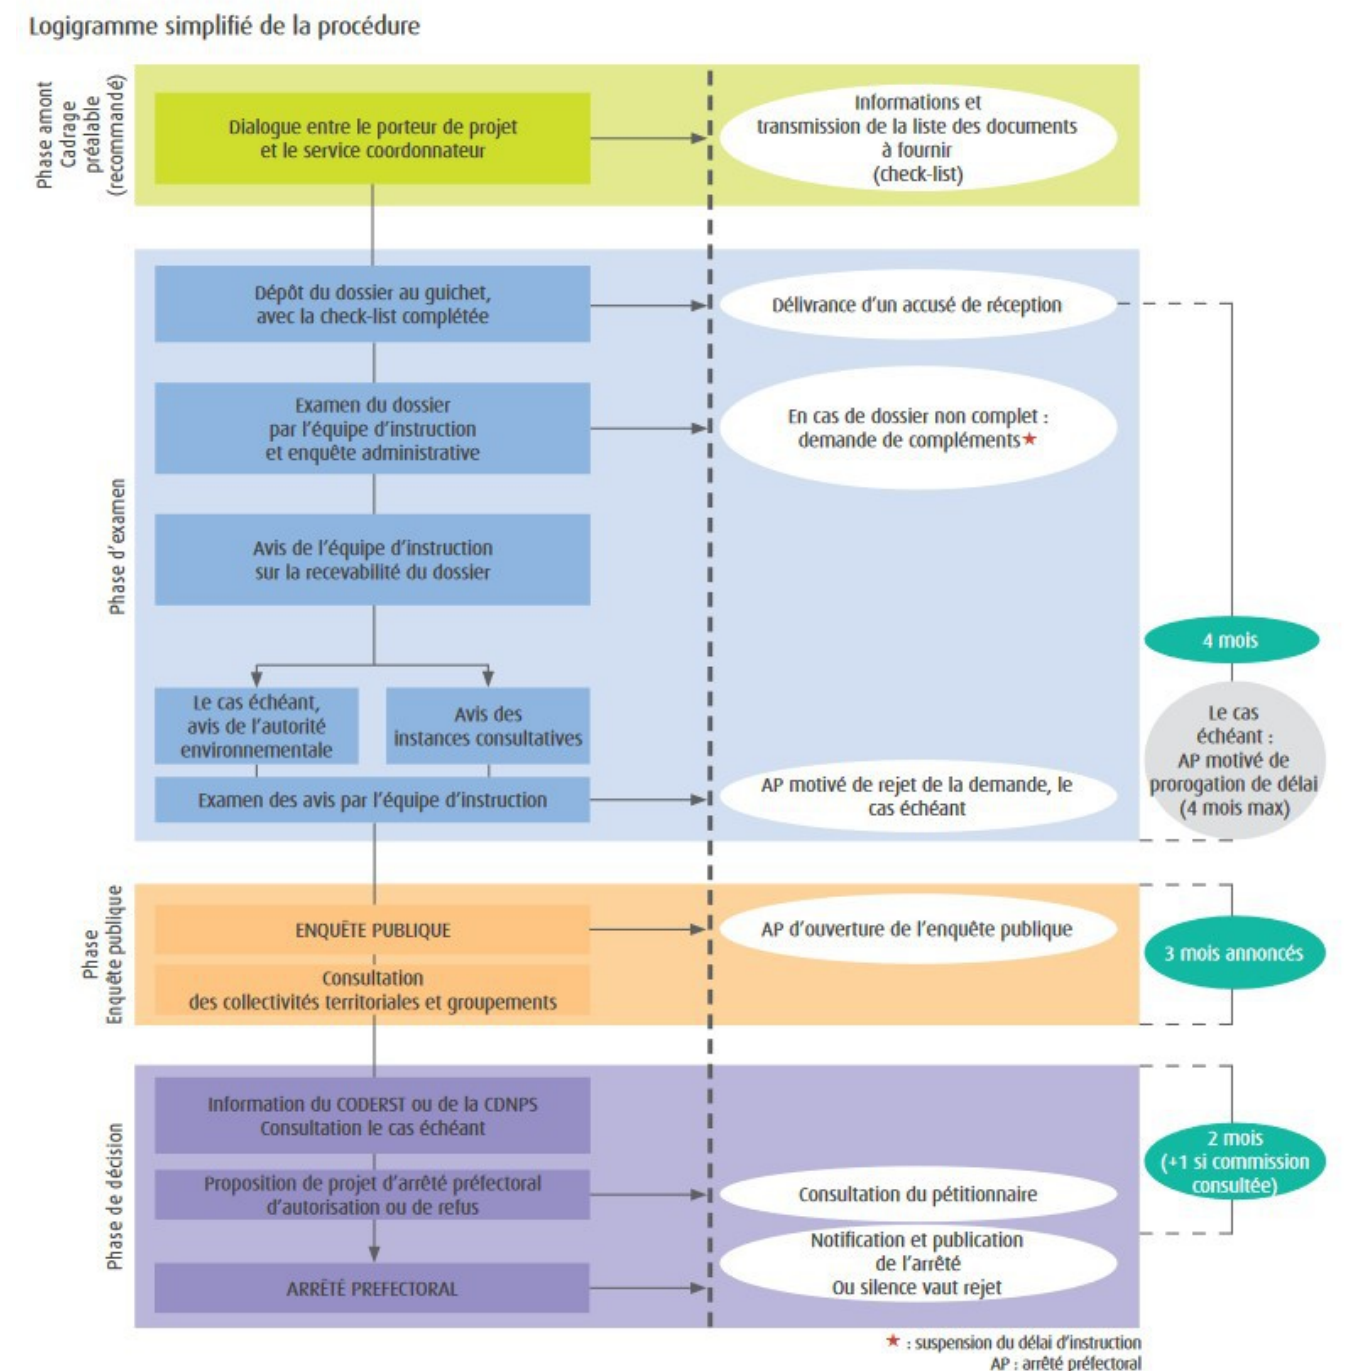 Logigramme simplifié de la procédure
Phase amont
Cadrage
préalable
(recommandé)
Dialogue entre le porteur de projet
et le service coordonnateur
Informations et
transmission de la liste des documents
à fournir
(check-list)
Phase d'examen
Dépôt du dossier au guichet,
avec la check-list complétée
Délivrance d'un accusé de réception
Examen du dossier
par l'équipe d'instruction
et enquête administrative
En cas de dossier non complet :
demande de compléments★
Avis de l'équipe d'instruction
sur la recevabilité du dossier
4 mois
Le cas échéant,
avis de l'autorité
environnementale
Avis des
instances consultatives
Le cas
échéant :
AP motivé de
prorogation de délai
(4 mois max)
Examen des avis par l'équipe d'instruction
AP motivé de rejet de la demande, le
cas échéant
Phase
Enquête publique
ENQUÊTE PUBLIQUE
AP d'ouverture de l'enquête publique
3 mois annoncés
Consultation
des collectivités territoriales et groupements
Phase de décision
Information du CODERST ou de la CDNPS
Consultation le cas échéant
2 mois
(+1 si commission
consultée)
Proposition de projet d'arrêté préfectoral
d'autorisation ou de refus
Consultation du pétitionnaire
ARRÊTÉ PREFECTORAL
Notification et publication
de l'arrêté
Ou silence vaut rejet
★ : suspension du délai d'instruction
AP : arrêté préfectoral